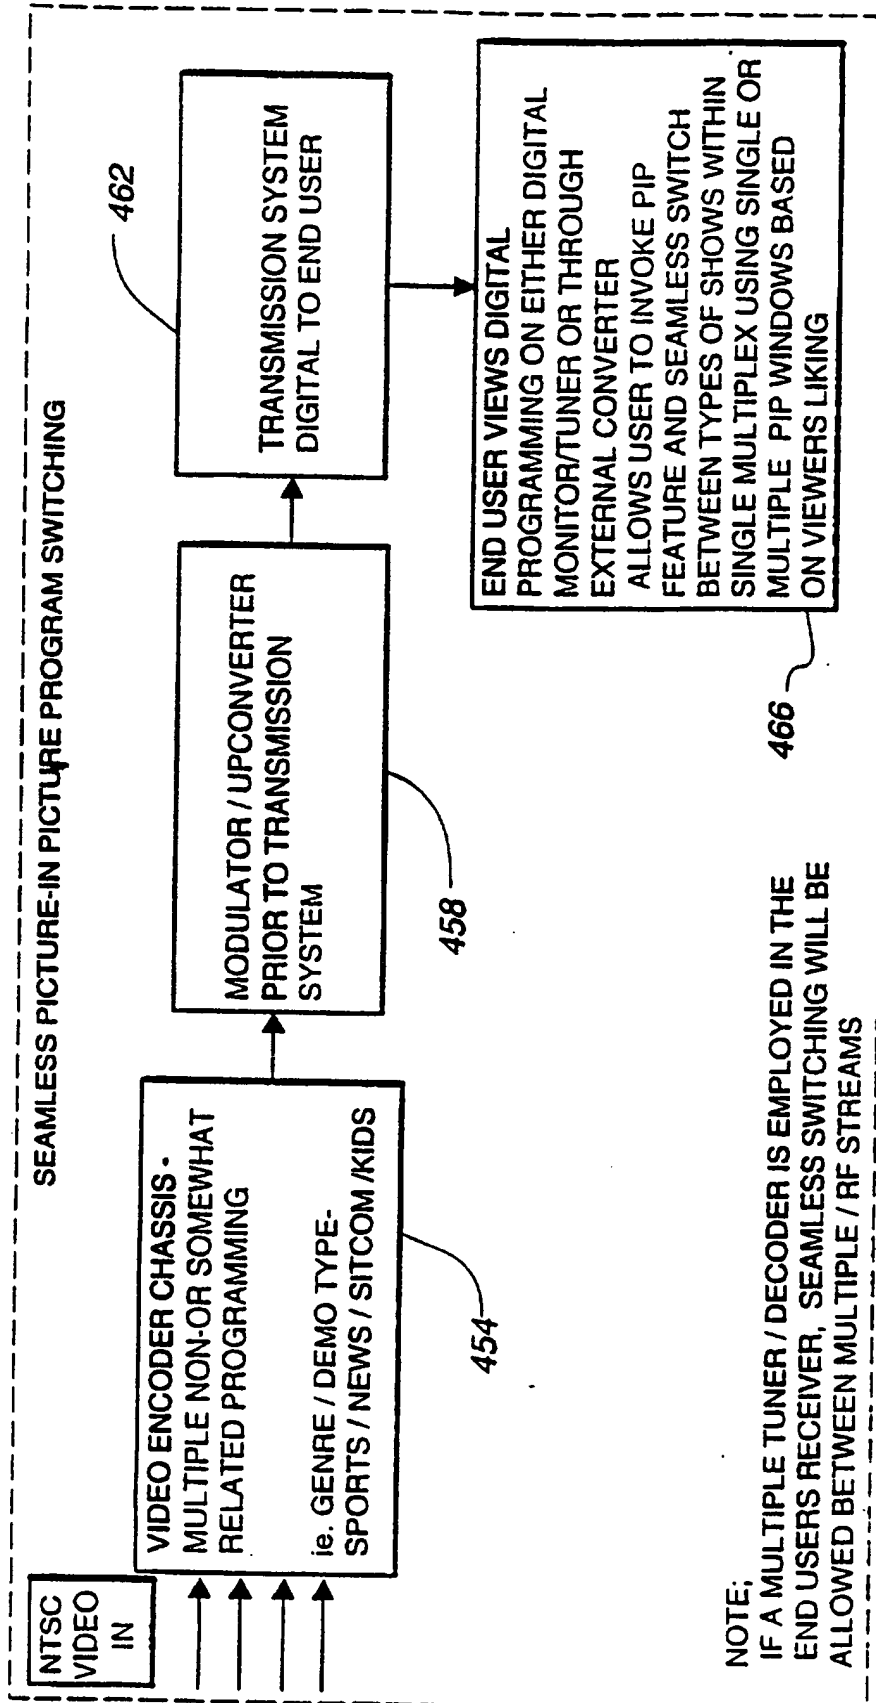 SEAMLESS PICTURE-IN PICTURE PROGRAM SWITCHING
NTSC
VIDEO
IN
VIDEO ENCODER CHASSIS -
MULTIPLE NON-OR SOMEWHAT
RELATED PROGRAMMING
ie. GENRE / DEMO TYPE-
SPORTS / NEWS / SITCOM /KIDS
454
MODULATOR / UPCONVERTER
PRIOR TO TRANSMISSION
SYSTEM
458
TRANSMISSION SYSTEM
DIGITAL TO END USER
462
END USER VIEWS DIGITAL
PROGRAMMING ON EITHER DIGITAL
MONITOR/TUNER OR THROUGH
EXTERNAL CONVERTER
ALLOWS USER TO INVOKE PIP
FEATURE AND SEAMLESS SWITCH
BETWEEN TYPES OF SHOWS WITHIN
SINGLE MULTIPLEX USING SINGLE OR
MULTIPLE PIP WINDOWS BASED
ON VIEWERS LIKING
466
NOTE;
IF A MULTIPLE TUNER / DECODER IS EMPLOYED IN THE
END USERS RECEIVER, SEAMLESS SWITCHING WILL BE
ALLOWED BETWEEN MULTIPLE / RF STREAMS